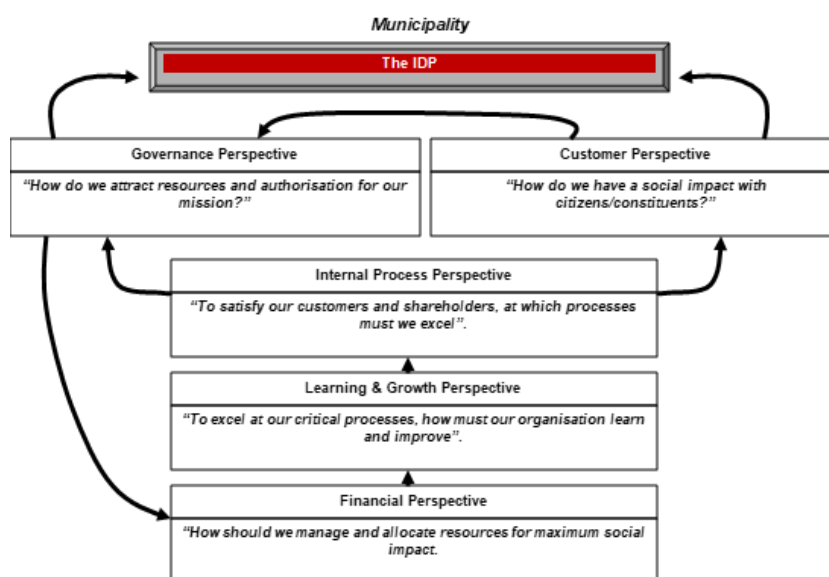 Municipality
The IDP
Governance Perspective
“How do we attract resources and authorisation for our
mission?”
Customer Perspective
“How do we have a social impact with
citizens/constituents?”
Internal Process Perspective
“To satisfy our customers and shareholders, at which processes
must we excel”.
Learning & Growth Perspective
“To excel at our critical processes, how must our organisation learn
and improve”.
Financial Perspective
“How should we manage and allocate resources for maximum social
impact.